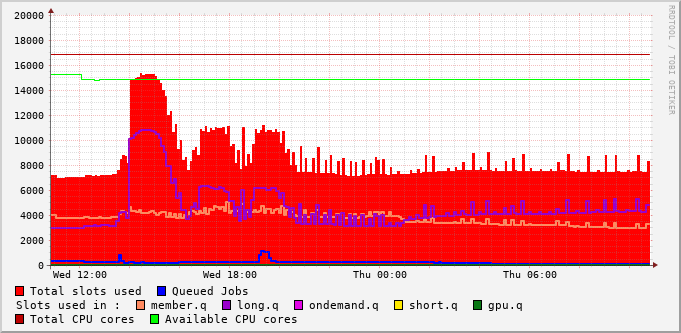 20000
18000
16000
14000
12000
10000
8000
6000
4000
2000
0
Wed 12:00 Wed 18:00 Thu 00:00 Thu 06:00
RRDTOOL / TOBI OETIKER
Total slots used Queued Jobs
Slots used in : member.q long.q ondemand.q short.q gpu.q
Total CPU cores Available CPU cores